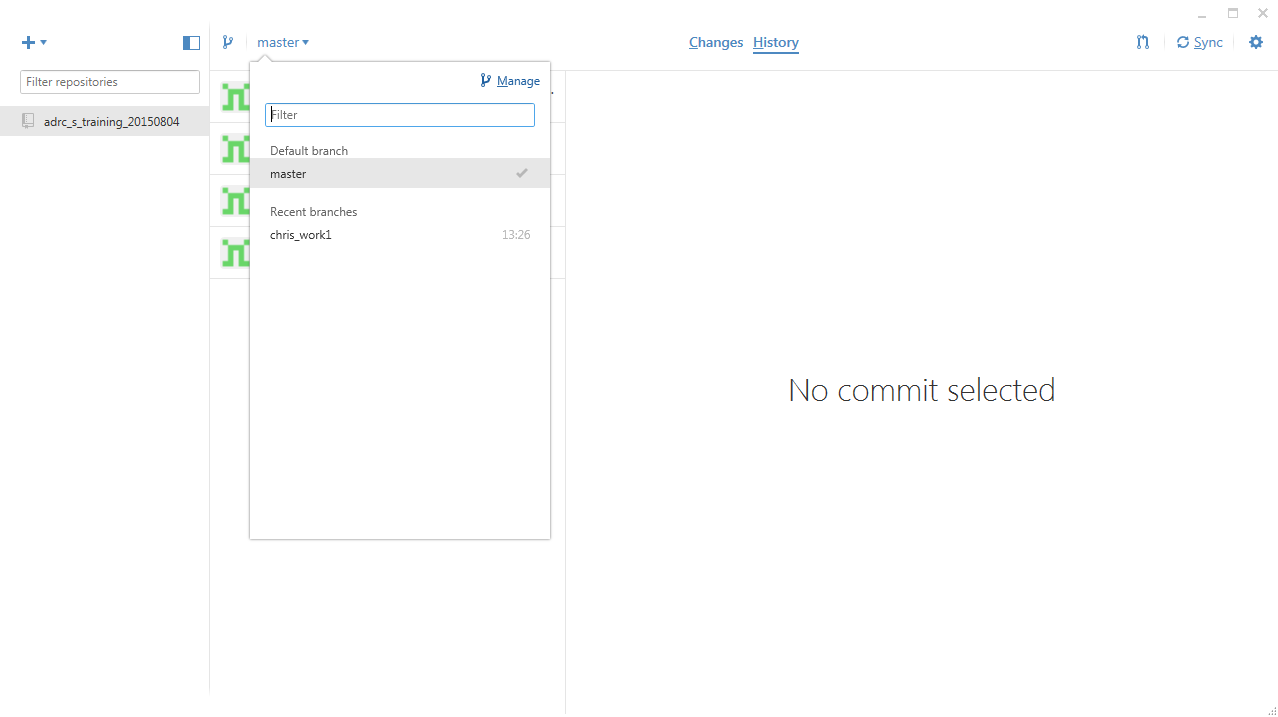 master
Changes
History
Sync
Filter repositories
adrc_s_training_20150804
Manage
Filter
Default branch
master
Recent branches
chris_work1 13:26
No commit selected